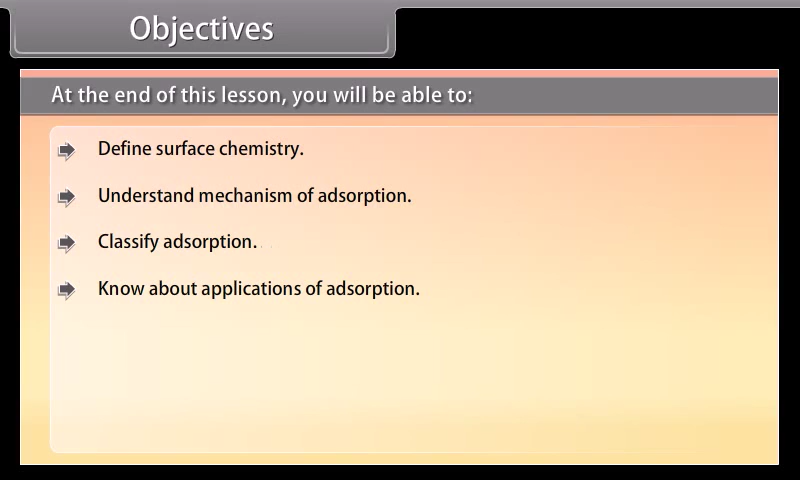 Objectives
At the end of this lesson, you will be able to:
Define surface chemistry.
Understand mechanism of adsorption.
Classify adsorption.
Know about applications of adsorption.